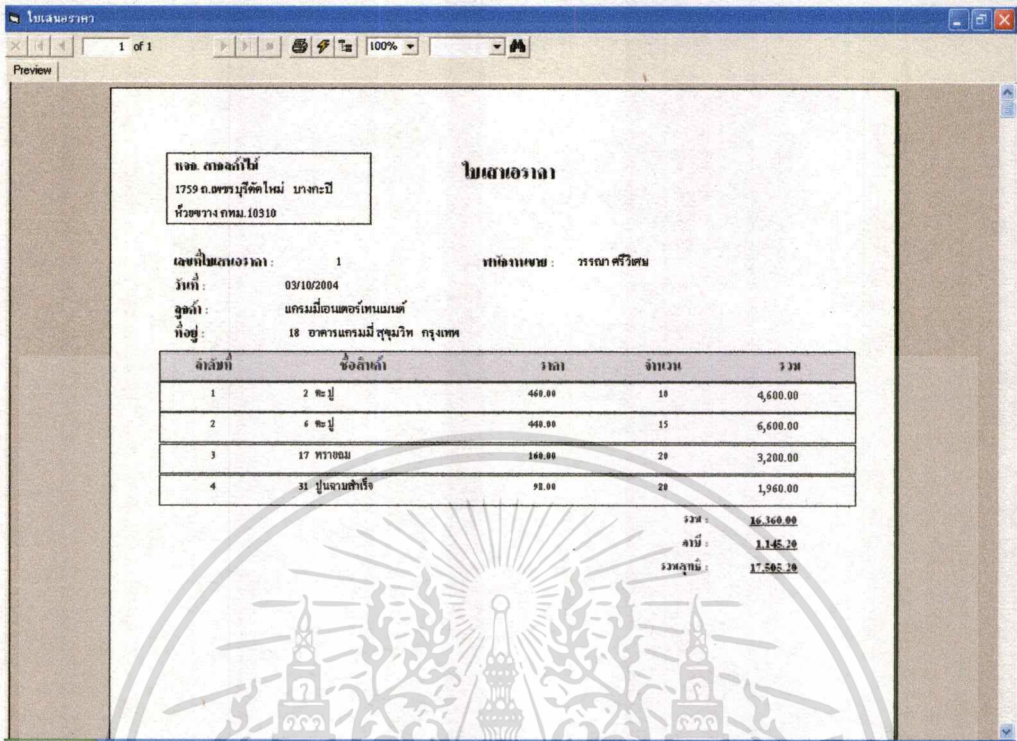 ใบเสนอราคา
1 of 1
100%
Preview
หจก. ลาดลค้าไม้
1759 ถ.เพชรบุรีตัดใหม่ บางกะปิ
ห้วยขวาง กทม.10310
ใบเสนอราคา
เลขที่ใบเสนอราคา : 1 พนักงานขาย : วรรณา ศรีวิเศษ
วันที่ : 03/10/2004
ลูกค้า : แกรมมี่เอนเตอร์เทนเมนต์
ที่อยู่ : 18 อาคารแกรมมี่ สุขุมวิท กรุงเทพ
ลำดับที่ ชื่อสินค้า ราคา จำนวน รวม
1 2 ตะปู 460.00 10 4,600.00
2 6 ตะปู 440.00 15 6,600.00
3 17 ทรายถม 160.00 20 3,200.00
4 31 ปูนฉาบสำเร็จ 98.00 20 1,960.00
รวม : 16,360.00
ภาษี : 1,145.20
รวมสุทธิ : 17,505.20